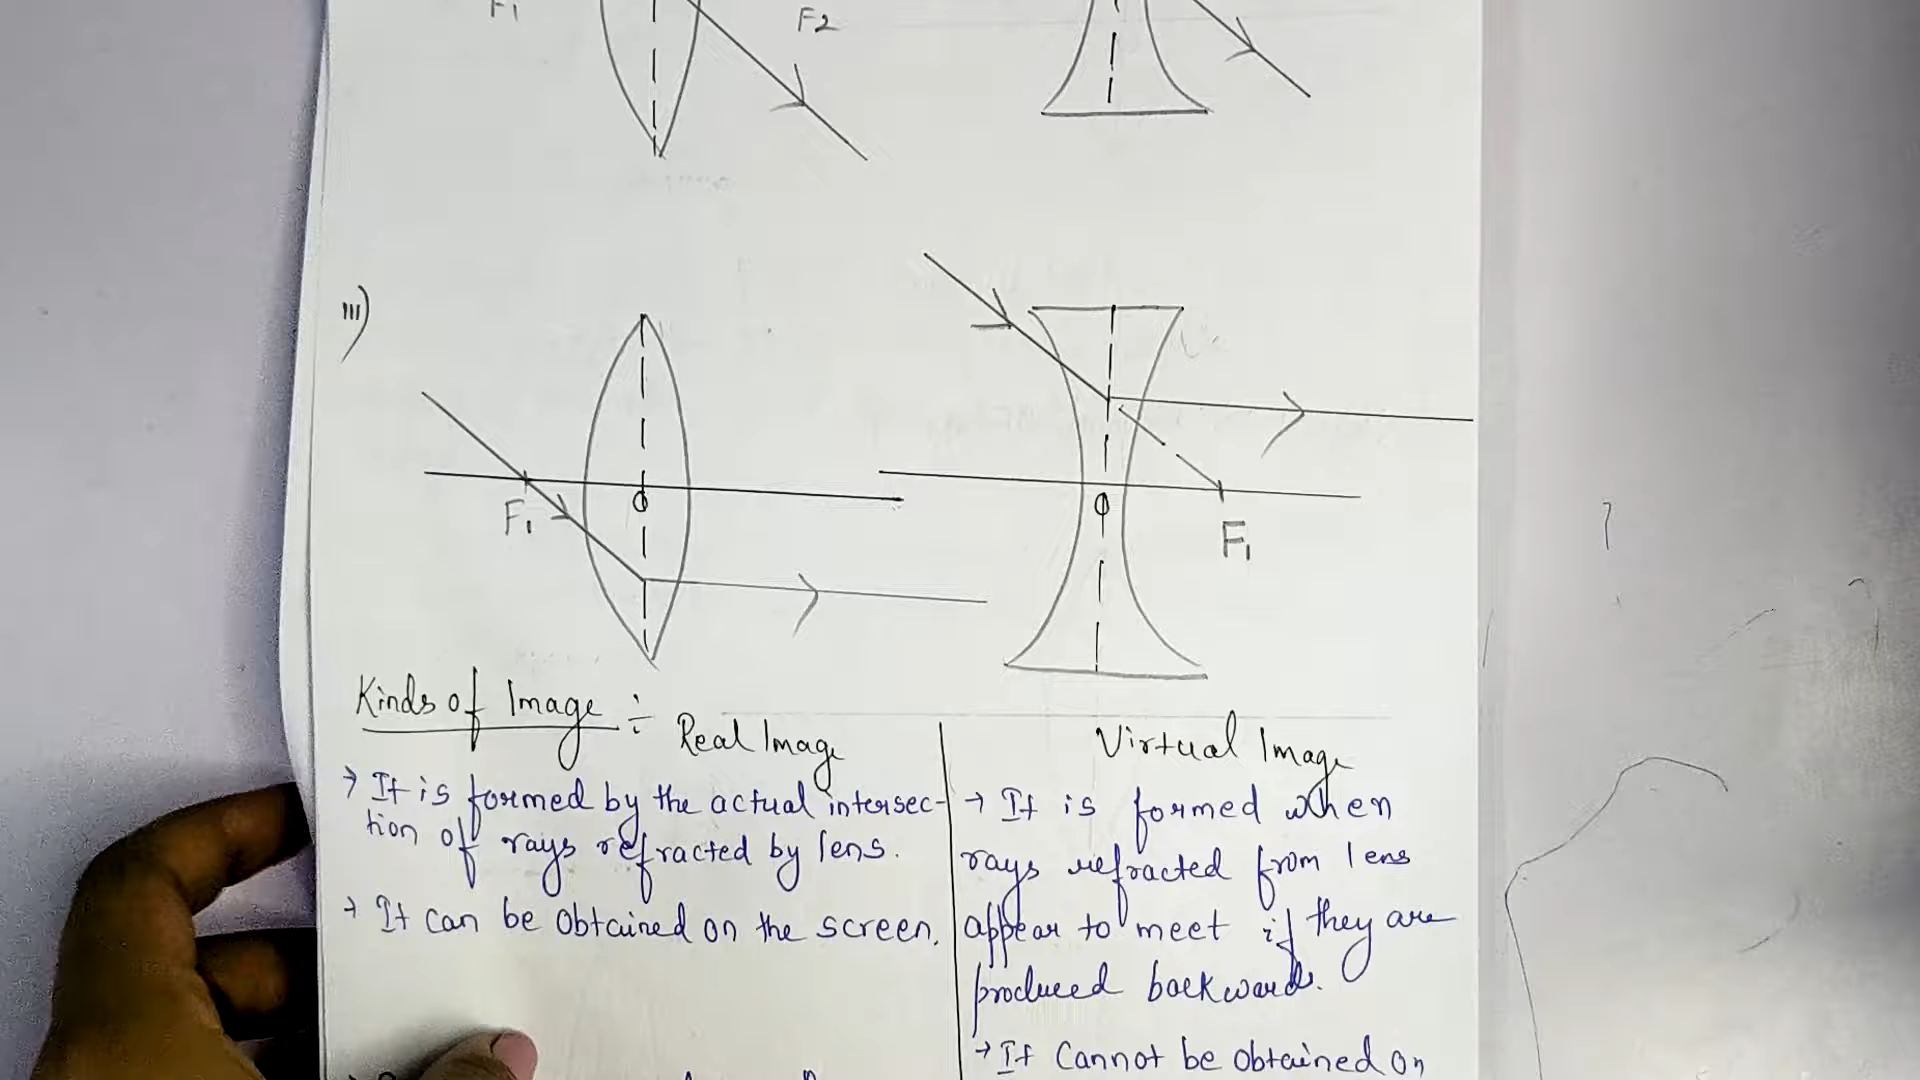 F1
F2
III)
O
F1
O
F1
Kinds of Image :-
Real Image
→ It is formed by the actual intersec-
tion of rays refracted by lens.
→ It can be obtained on the screen.
Virtual Image
→ It is formed when
rays refracted from lens
appear to meet if they are
produced backward.
→ It Cannot be obtained on